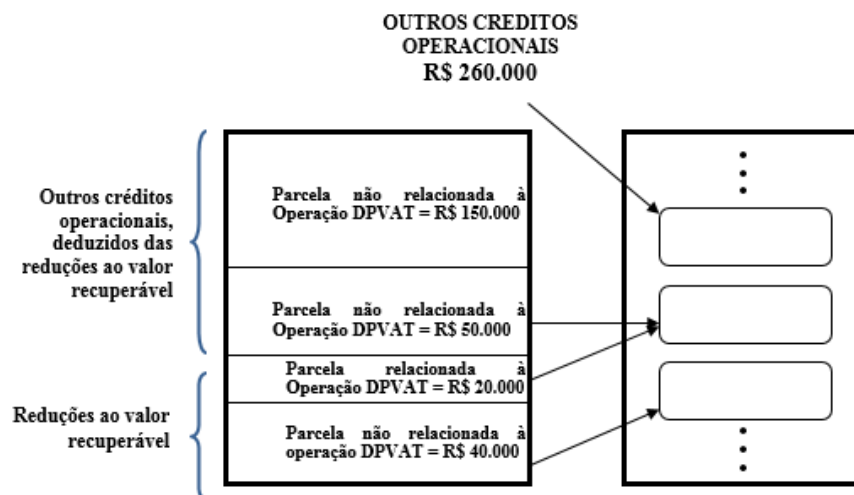 OUTROS CREDITOS
OPERACIONAIS
R$ 260.000
Outros créditos
operacionais,
deduzidos das
reduções ao valor
recuperável
Parcela não relacionada à
Operação DPVAT = R$ 150.000
Parcela não relacionada à
Operação DPVAT = R$ 50.000
Parcela relacionada à
Operação DPVAT = R$ 20.000
Reduções ao valor
recuperável
Parcela não relacionada à
operação DPVAT = R$ 40.000